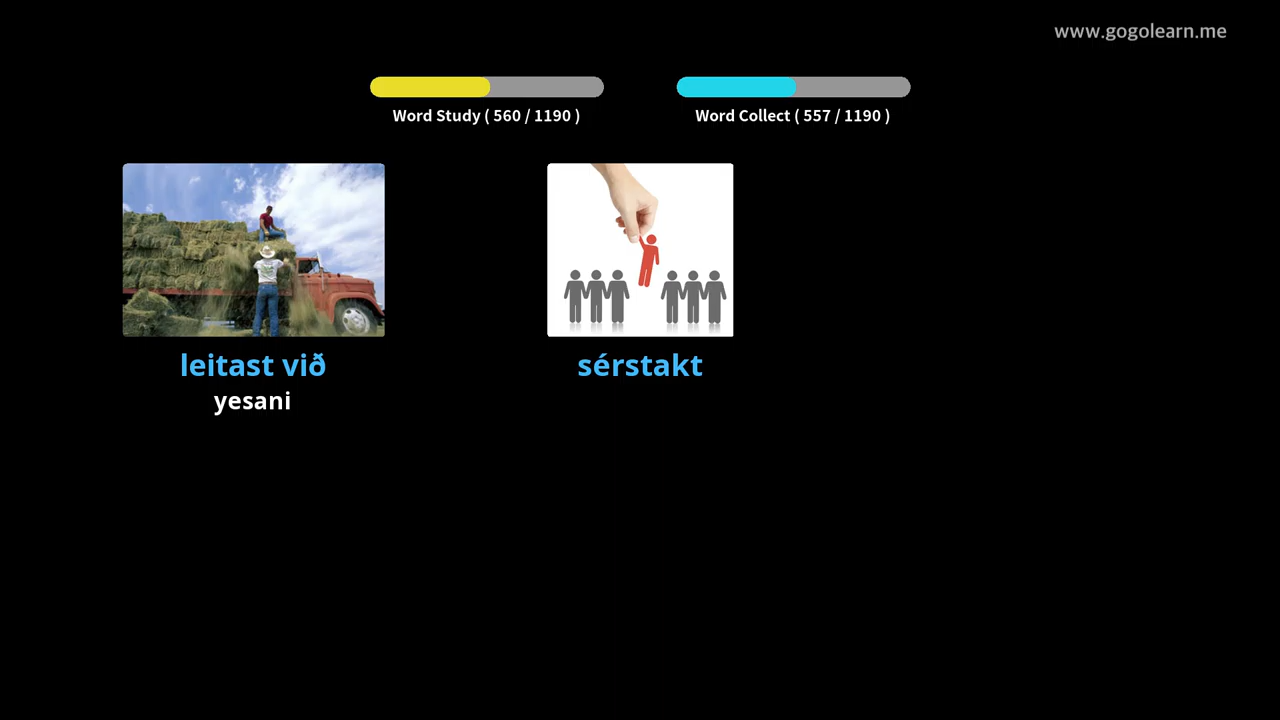 www.gogolearn.me
Word Study ( 560 / 1190 )
Word Collect ( 557 / 1190 )
leitast við
yesani
sérstakt